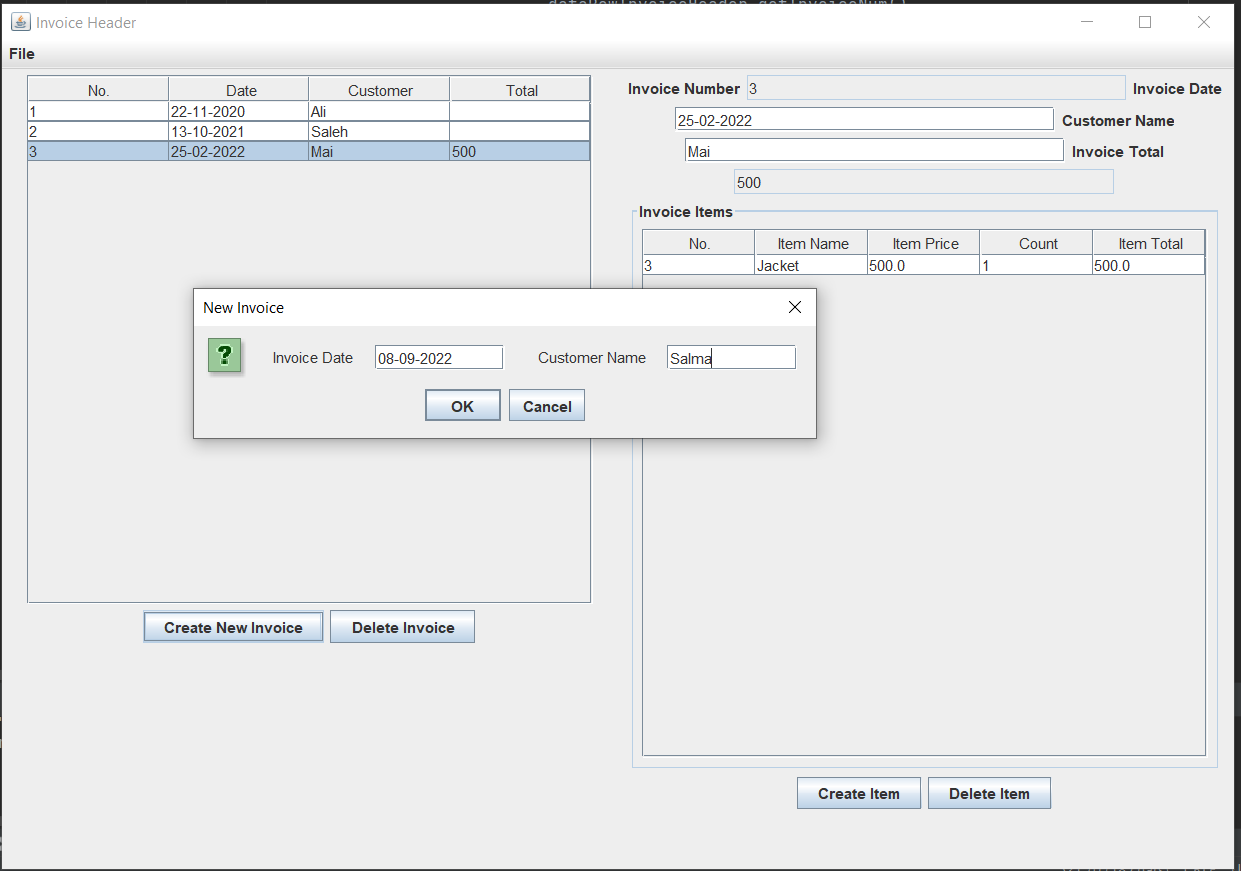 dateRowInvoiceHeader.getInvoiceNum()
Invoice Header
File
No. Date Customer Total
1 22-11-2020 Ali
2 13-10-2021 Saleh
3 25-02-2022 Mai 500
Invoice Number 3 Invoice Date
25-02-2022 Customer Name
Mai Invoice Total
500
Invoice Items
No. Item Name Item Price Count Item Total
3 Jacket 500.0 1 500.0
New Invoice
? Invoice Date 08-09-2022 Customer Name Salma
OK Cancel
Create New Invoice Delete Invoice
Create Item Delete Item